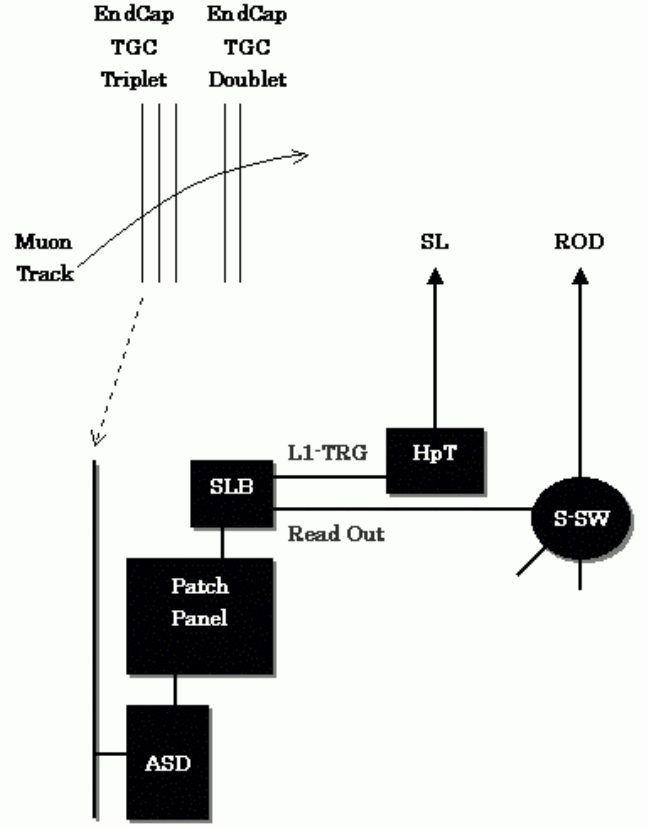 EndCap
TGC
Triplet
EndCap
TGC
Doublet
Muon
Track
SL
ROD
L1-TRG
HpT
SLB
S-SW
Read Out
Patch
Panel
ASD